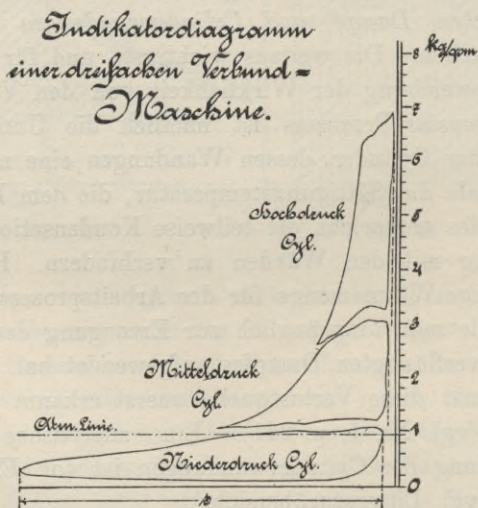 Indikatordiagramm
einer dreifachen Verbund=
Maschine.
kg/qcm
8
7
6
5
4
3
2
1
0
Hochdruck
Cyl.
Mitteldruck
Cyl.
Atm. Linie.
Niederdruck Cyl.